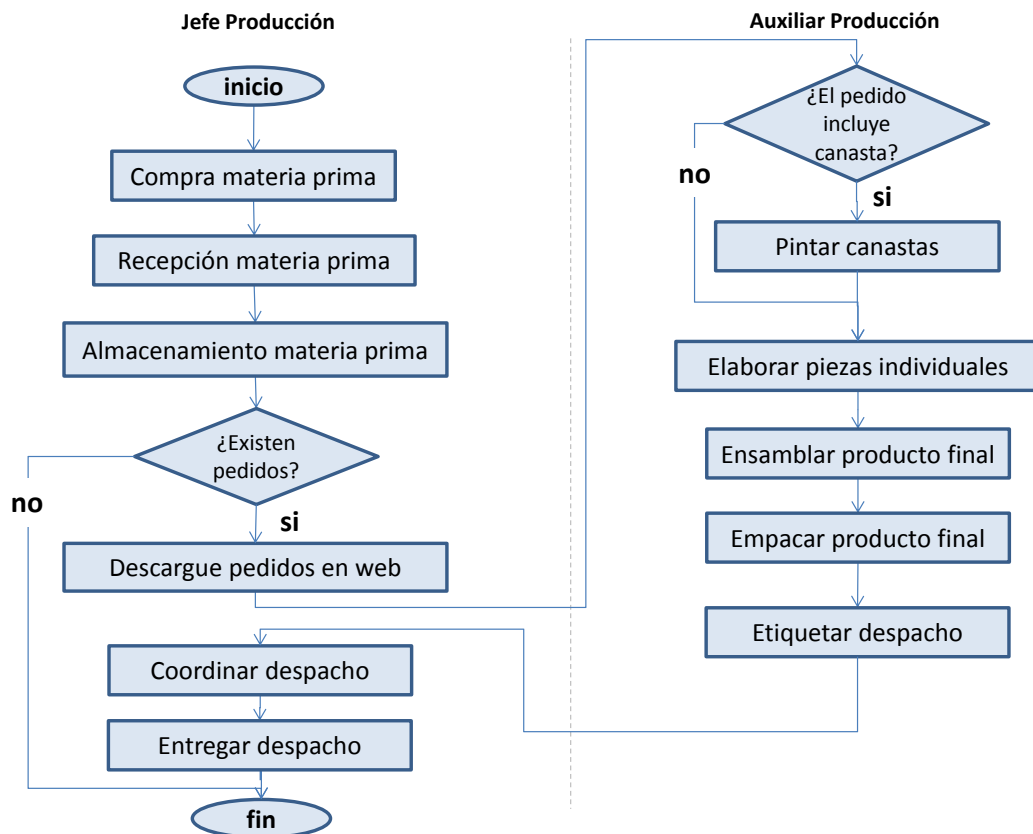 Jefe Producción
inicio
Compra materia prima
Recepción materia prima
Almacenamiento materia prima
¿Existen
pedidos?
no
si
Descargue pedidos en web
Coordinar despacho
Entregar despacho
fin
Auxiliar Producción
¿El pedido
incluye
canasta?
no
si
Pintar canastas
Elaborar piezas individuales
Ensamblar producto final
Empacar producto final
Etiquetar despacho